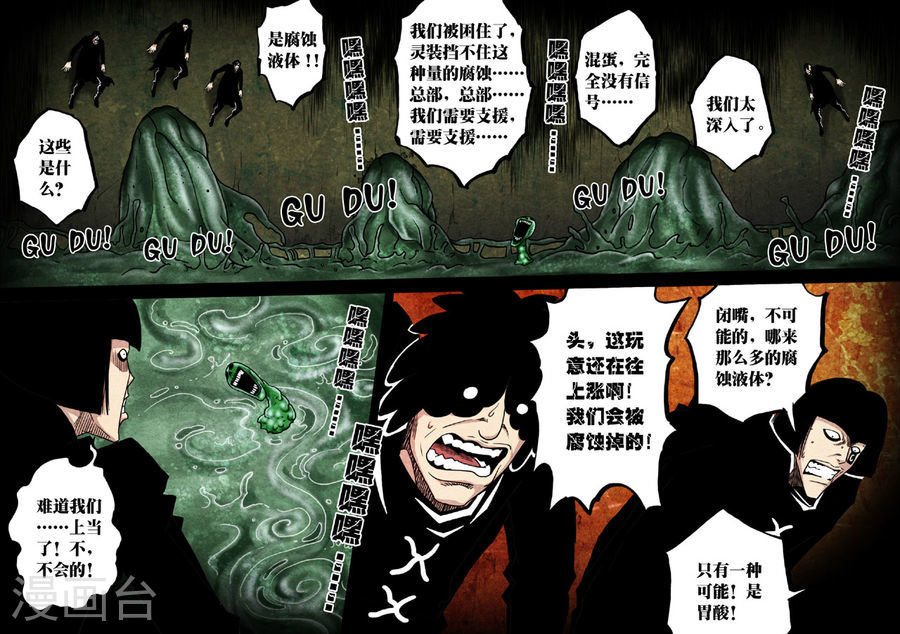 这些
是什
么？
是腐蚀
液体！！
我们被困住了，
灵装挡不住这
种量的腐蚀……
总部，总部……
我们需要支援，
需要支援……
混蛋，完
全没有信
号……
我们太
深入了。
嘿嘿嘿嘿
嘿嘿嘿嘿
嘿嘿嘿嘿
GU DU!
GU DU!
GU DU!
GU DU!
GU DU!
难道我们
……上当
了！不，
不会的！
嘿嘿嘿嘿
嘿嘿嘿嘿
头，这玩
意还在往
上涨啊！
我们会被
腐蚀掉的！
闭嘴，不可
能的，哪来
那么多的腐
蚀液体？
只有一种
可能！是
胃酸！
漫画台